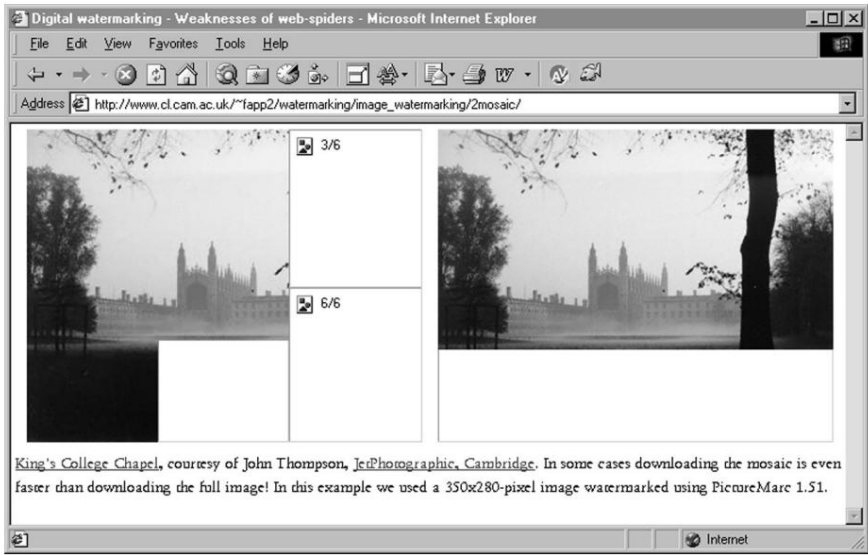 Digital watermarking - Weaknesses of web-spiders - Microsoft Internet Explorer
File Edit View Favorites Tools Help
Address http://www.cl.cam.ac.uk/~fapp2/watermarking/image_watermarking/2mosaic/
3/6
6/6
King's College Chapel, courtesy of John Thompson, JetPhotographic, Cambridge. In some cases downloading the mosaic is even
faster than downloading the full image! In this example we used a 350x280-pixel image watermarked using PictureMarc 1.51.
Internet